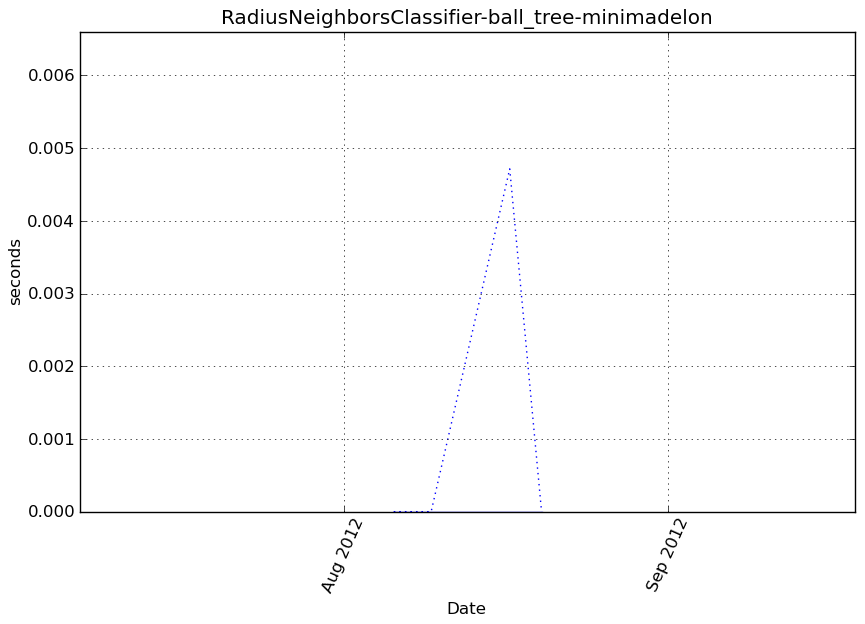 RadiusNeighborsClassifier-ball_tree-minimadelon
0.006
0.005
0.004
0.003
0.002
0.001
0.000
seconds
Aug 2012
Sep 2012
Date